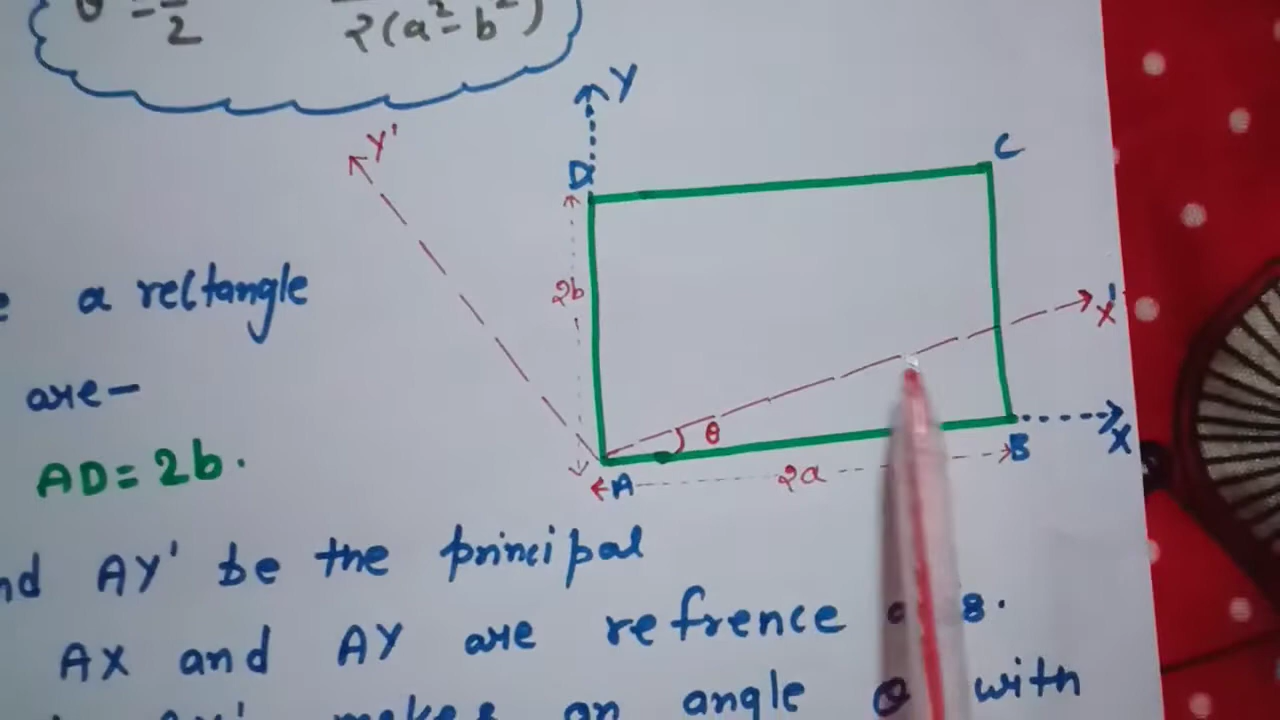 θ = /2 2(a²-b²)
Y
Y'
D
C
a rectangle
2b
X'
are-
θ
X
B
AD=2b.
A
2a
AY' be the principal
AX and AY are refrence
makes an angle θ with